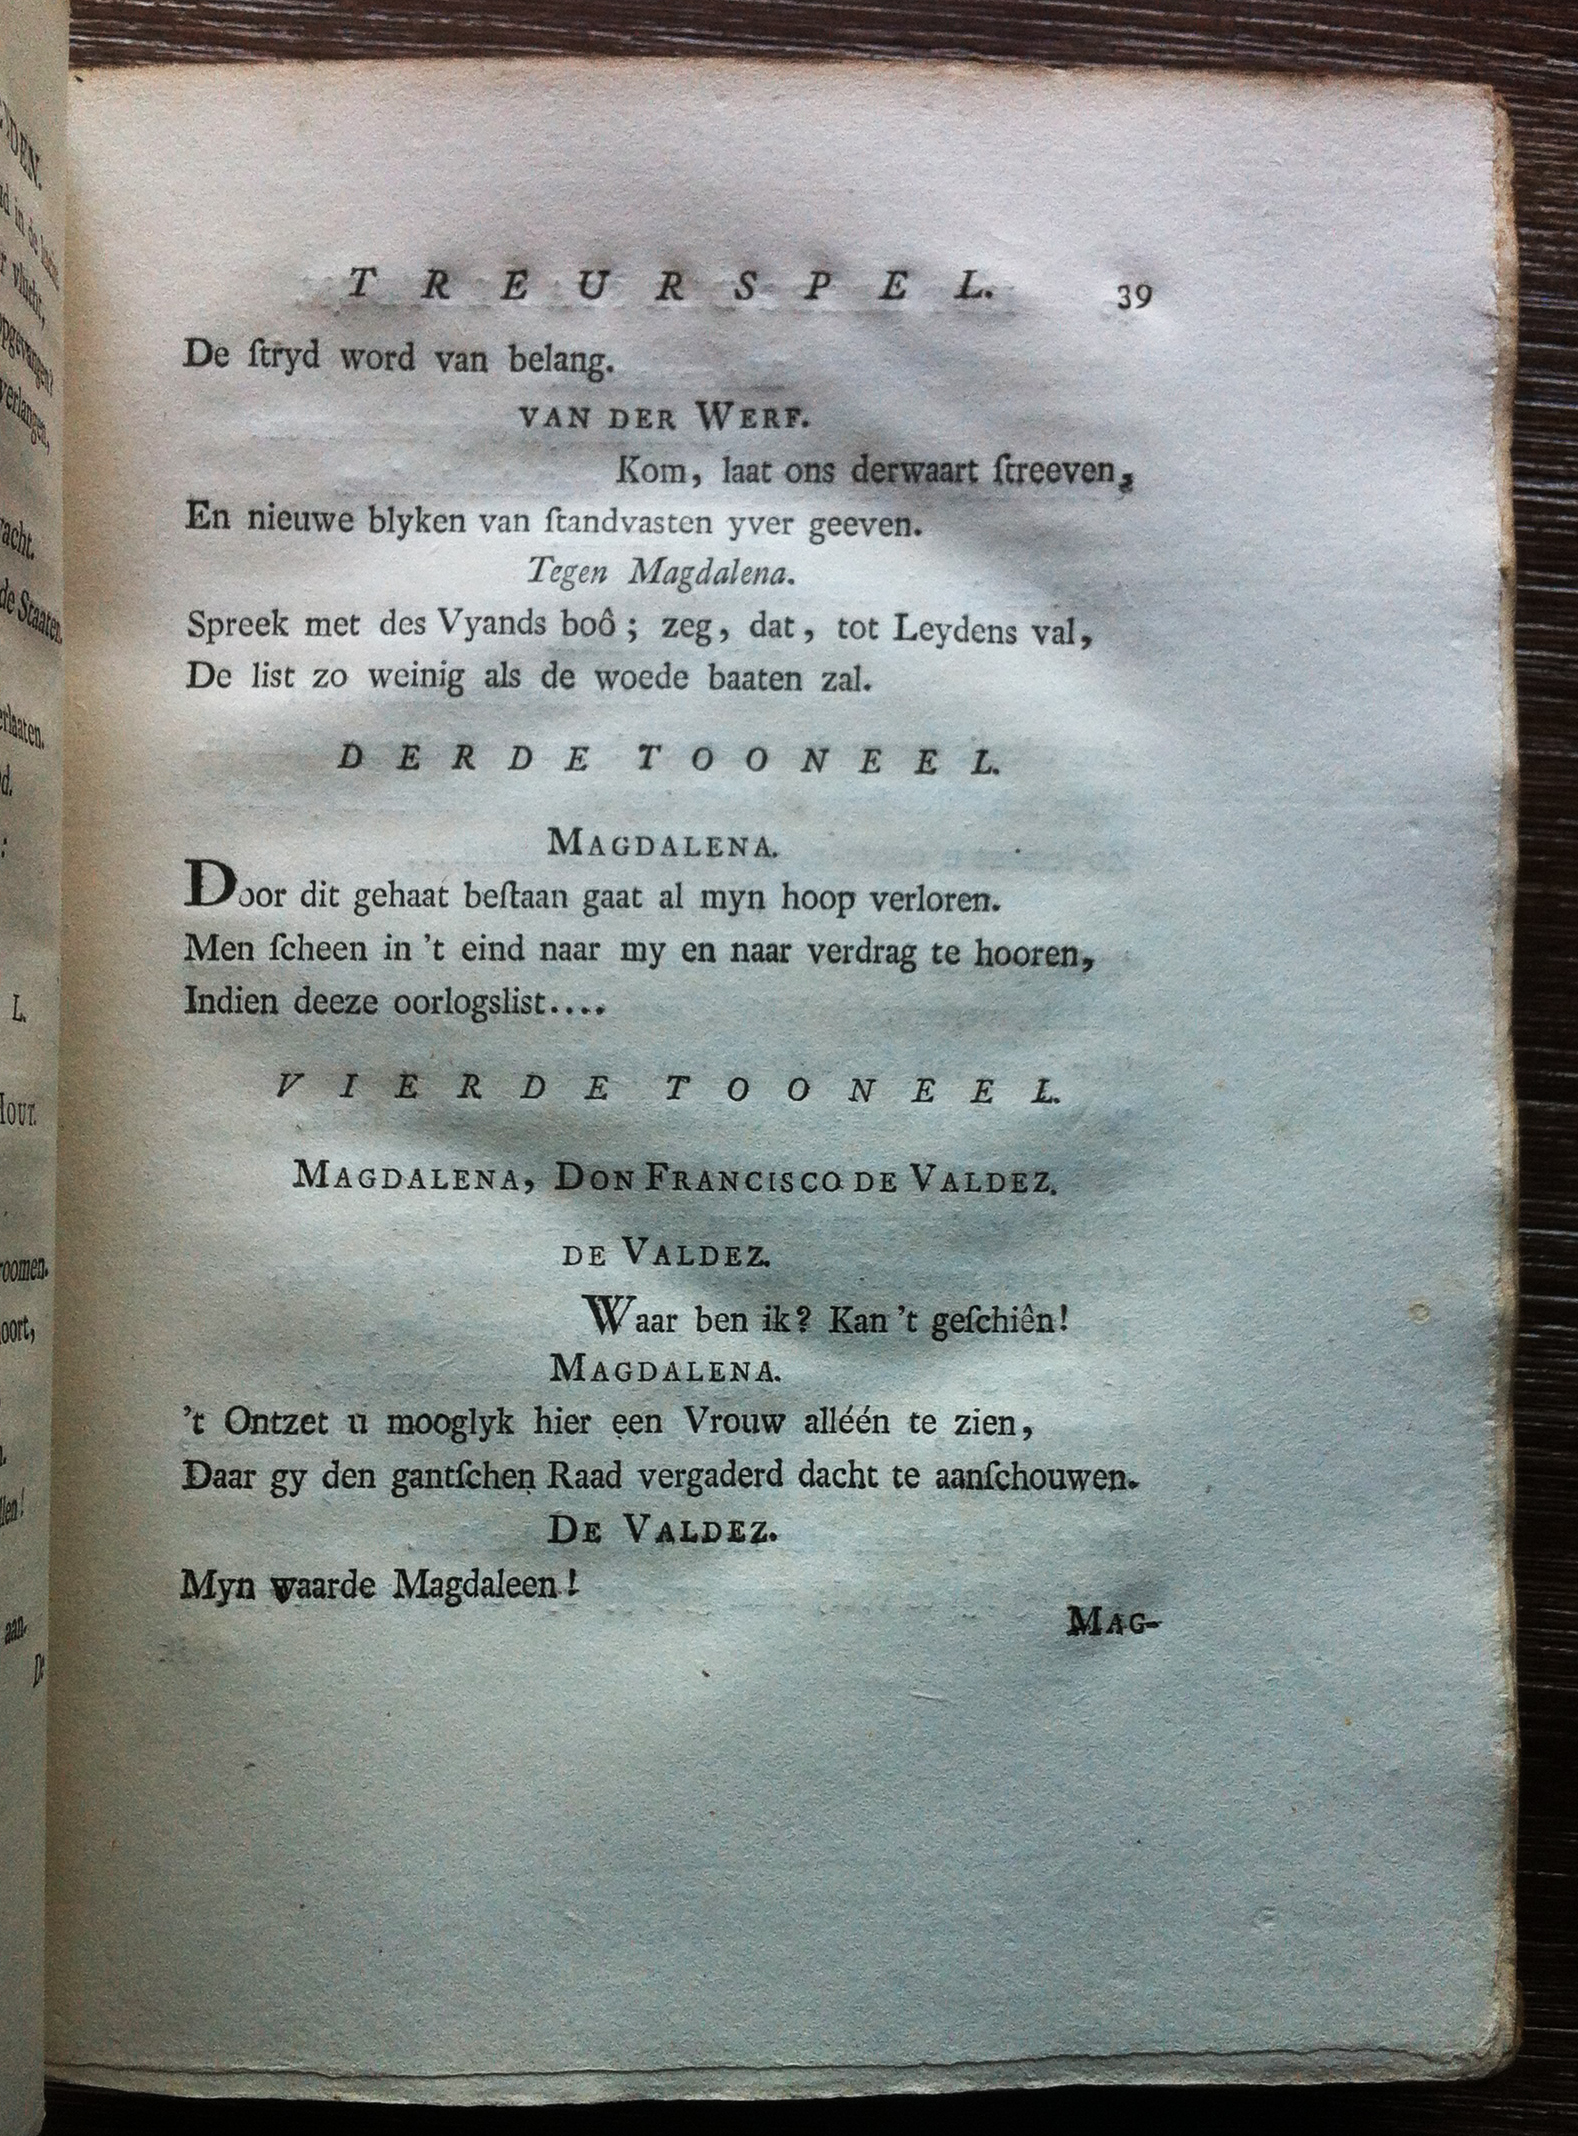 TREURSPEL. 39
De ſtryd word van belang.
VAN DER WERF.
Kom, laat ons derwaart ſtreeven,
En nieuwe blyken van ſtandvasten yver geeven.
Tegen Magdalena.
Spreek met des Vyands boô; zeg, dat, tot Leydens val,
De list zo weinig als de woede baaten zal.
DERDE TOONEEL.
MAGDALENA.
Door dit gehaat beſtaan gaat al myn hoop verloren.
Men ſcheen in 't eind naar my en naar verdrag te hooren,
Indien deeze oorlogslist....
VIERDE TOONEEL.
MAGDALENA, DON FRANCISCO DE VALDEZ.
DE VALDEZ.
Waar ben ik? Kan 't geſchiên!
MAGDALENA.
't Ontzet u mooglyk hier een Vrouw alléén te zien,
Daar gy den gantſchen Raad vergaderd dacht te aanſchouwen.
DE VALDEZ.
Myn waarde Magdaleen!
MAG-